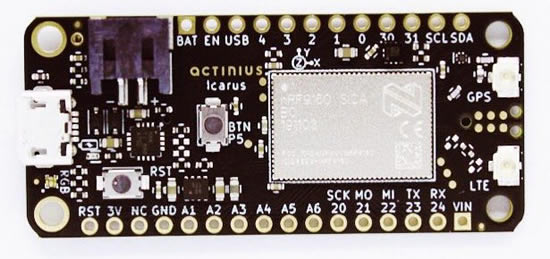 BAT EN USB 4 3 2 1 0 30 31 SCL SDA
actinius
Icarus
Y
Z X
nRF9160 SICA
GPS
BTN
P5
RGB
RST
LTE
SCK MO MI TX RX
RST 3V NC GND A1 A2 A3 A4 A5 A6 20 21 22 23 24 VIN